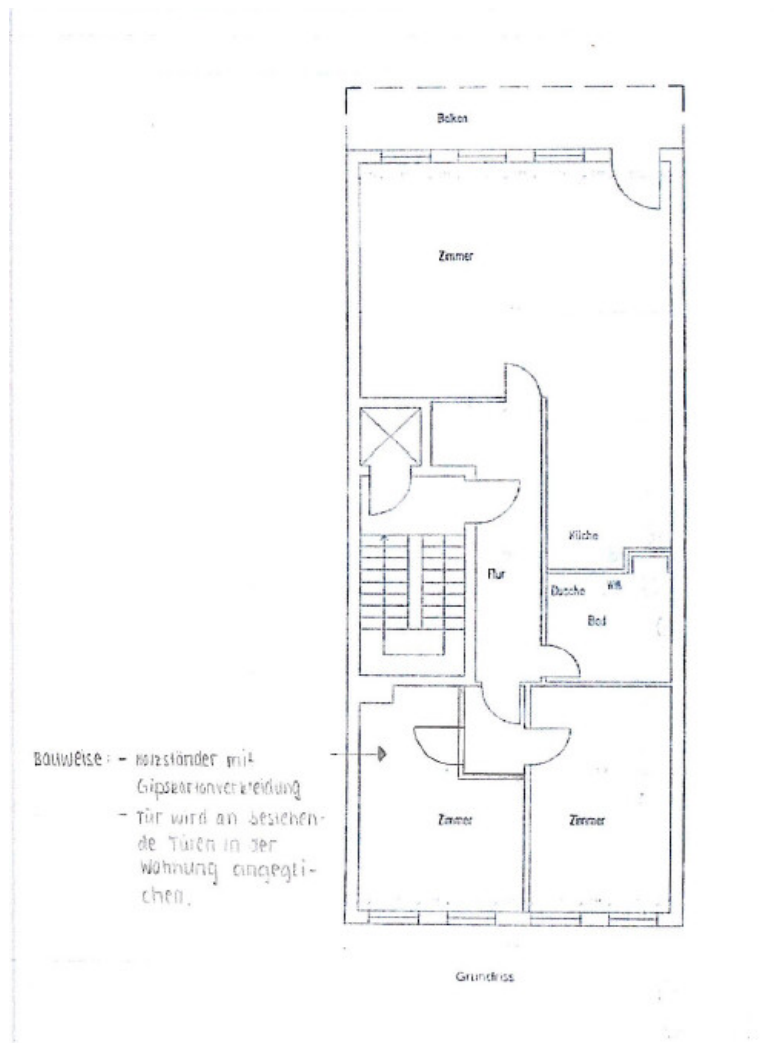 Balkon
Zimmer
Küche
Flur
Dusche WM
Bad
Bauweise: - Holzständer mit
Gipskartonverkleidung
- Tür wird an bestehen-
de Türen in der
Wohnung angegli-
chen.
Zimmer
Zimmer
Grundriss